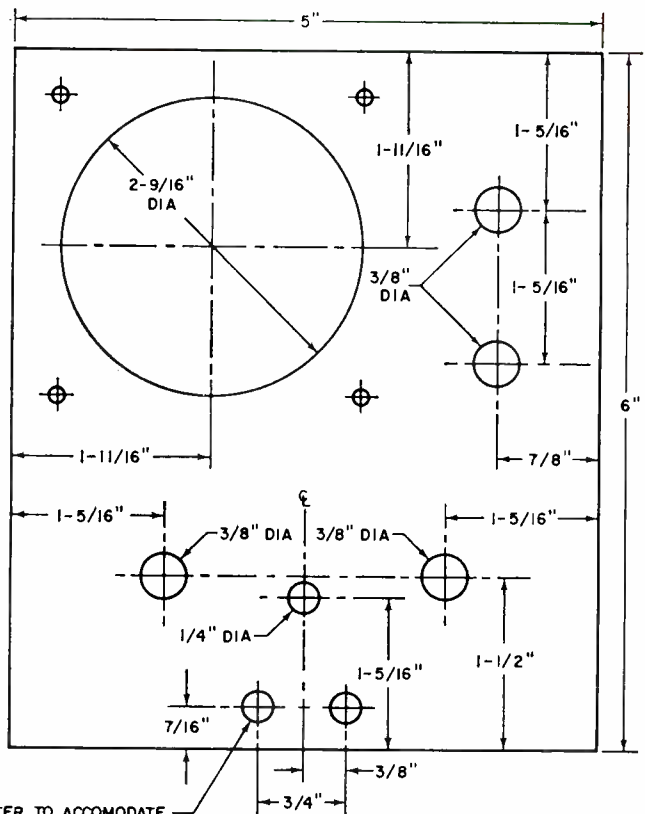 5"
1-5/16"
1-11/16"
2-9/16"
DIA
3/8"
DIA
1-5/16"
6"
1-11/16"
7/8"
℄
1-5/16"
1-5/16"
3/8" DIA
3/8" DIA
1/4" DIA
1-5/16"
1-1/2"
7/16"
3/8"
3/4"
TO ACCOMODATE